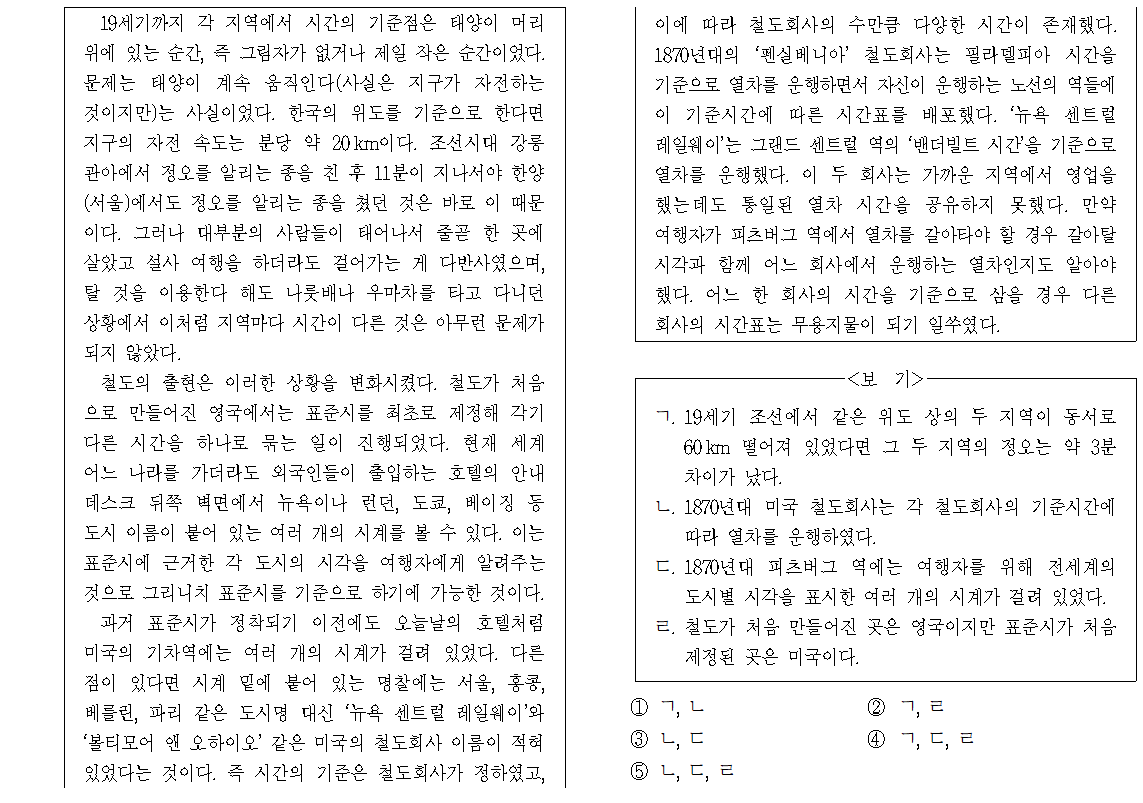 19세기까지 각 지역에서 시간의 기준점은 태양이 머리
위에 있는 순간, 즉 그림자가 없거나 제일 작은 순간이었다.
문제는 태양이 계속 움직인다(사실은 지구가 자전하는
것이지만)는 사실이었다. 한국의 위도를 기준으로 한다면
지구의 자전 속도는 분당 약 20km이다. 조선시대 강릉
관아에서 정오를 알리는 종을 친 후 11분이 지나서야 한양
(서울)에서도 정오를 알리는 종을 쳤던 것은 바로 이 때문
이다. 그러나 대부분의 사람들이 태어나서 줄곧 한 곳에
살았고 설사 여행을 하더라도 걸어가는 게 다반사였으며,
탈 것을 이용한다 해도 나룻배나 우마차를 타고 다니던
상황에서 이처럼 지역마다 시간이 다른 것은 아무런 문제가
되지 않았다.
철도의 출현은 이러한 상황을 변화시켰다. 철도가 처음
으로 만들어진 영국에서는 표준시를 최초로 제정해 각기
다른 시간을 하나로 묶는 일이 진행되었다. 현재 세계
어느 나라를 가더라도 외국인들이 출입하는 호텔의 안내
데스크 뒤쪽 벽면에서 뉴욕이나 런던, 도쿄, 베이징 등
도시 이름이 붙어 있는 여러 개의 시계를 볼 수 있다. 이는
표준시에 근거한 각 도시의 시각을 여행자에게 알려주는
것으로 그리니치 표준시를 기준으로 하기에 가능한 것이다.
과거 표준시가 정착되기 이전에도 오늘날의 호텔처럼
미국의 기차역에는 여러 개의 시계가 걸려 있었다. 다른
점이 있다면 시계 밑에 붙어 있는 명찰에는 서울, 홍콩,
베를린, 파리 같은 도시명 대신 ‘뉴욕 센트럴 레일웨이’와
‘볼티모어 앤 오하이오’ 같은 미국의 철도회사 이름이 적혀
있었다는 것이다. 즉 시간의 기준은 철도회사가 정하였고,
이에 따라 철도회사의 수만큼 다양한 시간이 존재했다.
1870년대의 ‘펜실베니아’ 철도회사는 필라델피아 시간을
기준으로 열차를 운행하면서 자신이 운행하는 노선의 역들에
이 기준시간에 따른 시간표를 배포했다. ‘뉴욕 센트럴
레일웨이’는 그랜드 센트럴 역의 ‘밴더빌트 시간’을 기준으로
열차를 운행했다. 이 두 회사는 가까운 지역에서 영업을
했는데도 통일된 열차 시간을 공유하지 못했다. 만약
여행자가 피츠버그 역에서 열차를 갈아타야 할 경우 갈아탈
시각과 함께 어느 회사에서 운행하는 열차인지도 알아야
했다. 어느 한 회사의 시간을 기준으로 삼을 경우 다른
회사의 시간표는 무용지물이 되기 일쑤였다.
<보 기>
ㄱ. 19세기 조선에서 같은 위도 상의 두 지역이 동서로
60km 떨어져 있었다면 그 두 지역의 정오는 약 3분
차이가 났다.
ㄴ. 1870년대 미국 철도회사는 각 철도회사의 기준시간에
따라 열차를 운행하였다.
ㄷ. 1870년대 피츠버그 역에는 여행자를 위해 전세계의
도시별 시각을 표시한 여러 개의 시계가 걸려 있었다.
ㄹ. 철도가 처음 만들어진 곳은 영국이지만 표준시가 처음
제정된 곳은 미국이다.
① ㄱ, ㄴ
② ㄱ, ㄹ
③ ㄴ, ㄷ
④ ㄱ, ㄷ, ㄹ
⑤ ㄴ, ㄷ, ㄹ